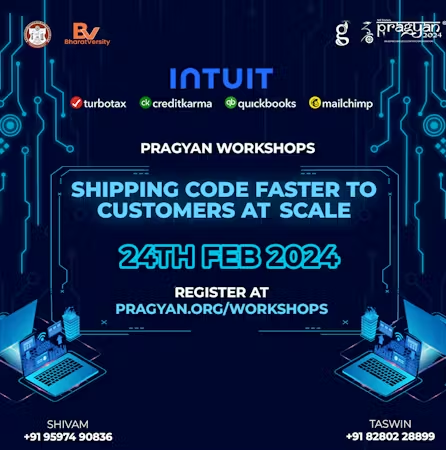 BharatVersity
pragyan
2024
INTUIT
turbotax creditkarma quickbooks mailchimp
PRAGYAN WORKSHOPS
SHIPPING CODE FASTER TO
CUSTOMERS AT SCALE
24TH FEB 2024
REGISTER AT
PRAGYAN.ORG/WORKSHOPS
SHIVAM
+91 95974 90836
TASWIN
+91 82802 28899